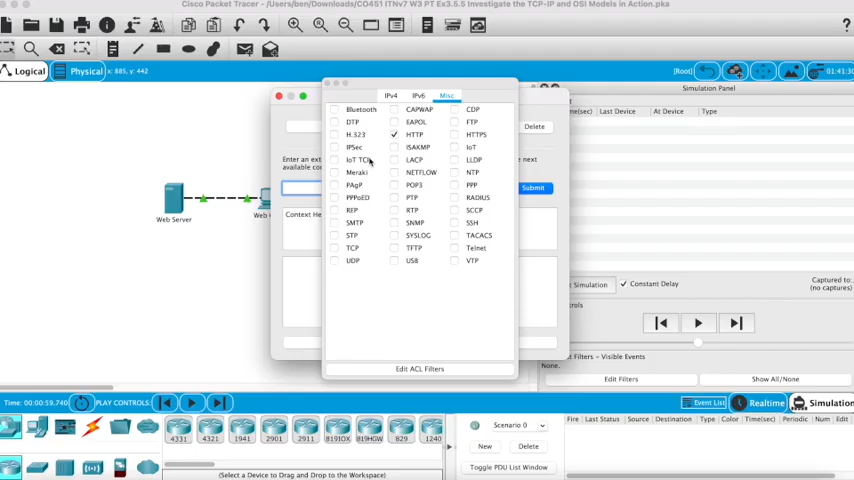 Cisco Packet Tracer - /Users/ben/Downloads/CO451 ITNv7 W3 PT Ex3.5.5 Investigate the TCP-IP and OSI Models in Action.pka
Logical
Physical
x: 885, y: 442
[Root]
01:41:30
Simulation Panel
me(sec)
Last Device
At Device
Type
IPv4
IPv6
Misc
Bluetooth
CAPWAP
CDP
DTP
EAPOL
FTP
H.323
HTTP
HTTPS
IPSec
ISAKMP
IoT
IoT TCP
LACP
LLDP
Meraki
NETFLOW
NTP
PAgP
POP3
PPP
PPPoED
PTP
RADIUS
REP
RTP
SCCP
SMTP
SNMP
SSH
STP
SYSLOG
TACACS
TCP
TFTP
Telnet
UDP
USB
VTP
Edit ACL Filters
Delete
Enter an ext
available co
e next
Submit
Context He
Web Server
Web
t Simulation
Constant Delay
Captured to:
(no captures)
trols
t Filters - Visible Events
None.
Edit Filters
Show All/None
Time: 00:00:59.740
PLAY CONTROLS:
Event List
Realtime
Simulation
4331
4321
1941
2901
2911
819IOX
819HGW
829
1240
(Select a Device to Drag and Drop to the Workspace)
Scenario 0
New
Delete
Toggle PDU List Window
Fire
Last Status
Source
Destination
Type
Color
Time(sec)
Periodic
Num
Edit